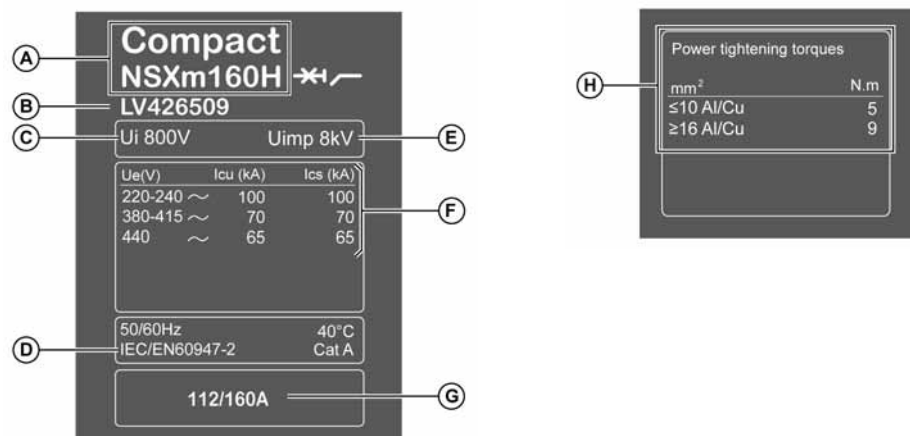 A
Compact
NSXm160H
B
LV426509
C
Ui 800V Uimp 8kV
E
Ue(V) Icu (kA) Ics (kA)
220-240 ~ 100 100
380-415 ~ 70 70
440 ~ 65 65
F
50/60Hz 40°C
D
IEC/EN60947-2 Cat A
112/160A
G
H
Power tightening torques
mm² N.m
≤10 Al/Cu 5
≥16 Al/Cu 9